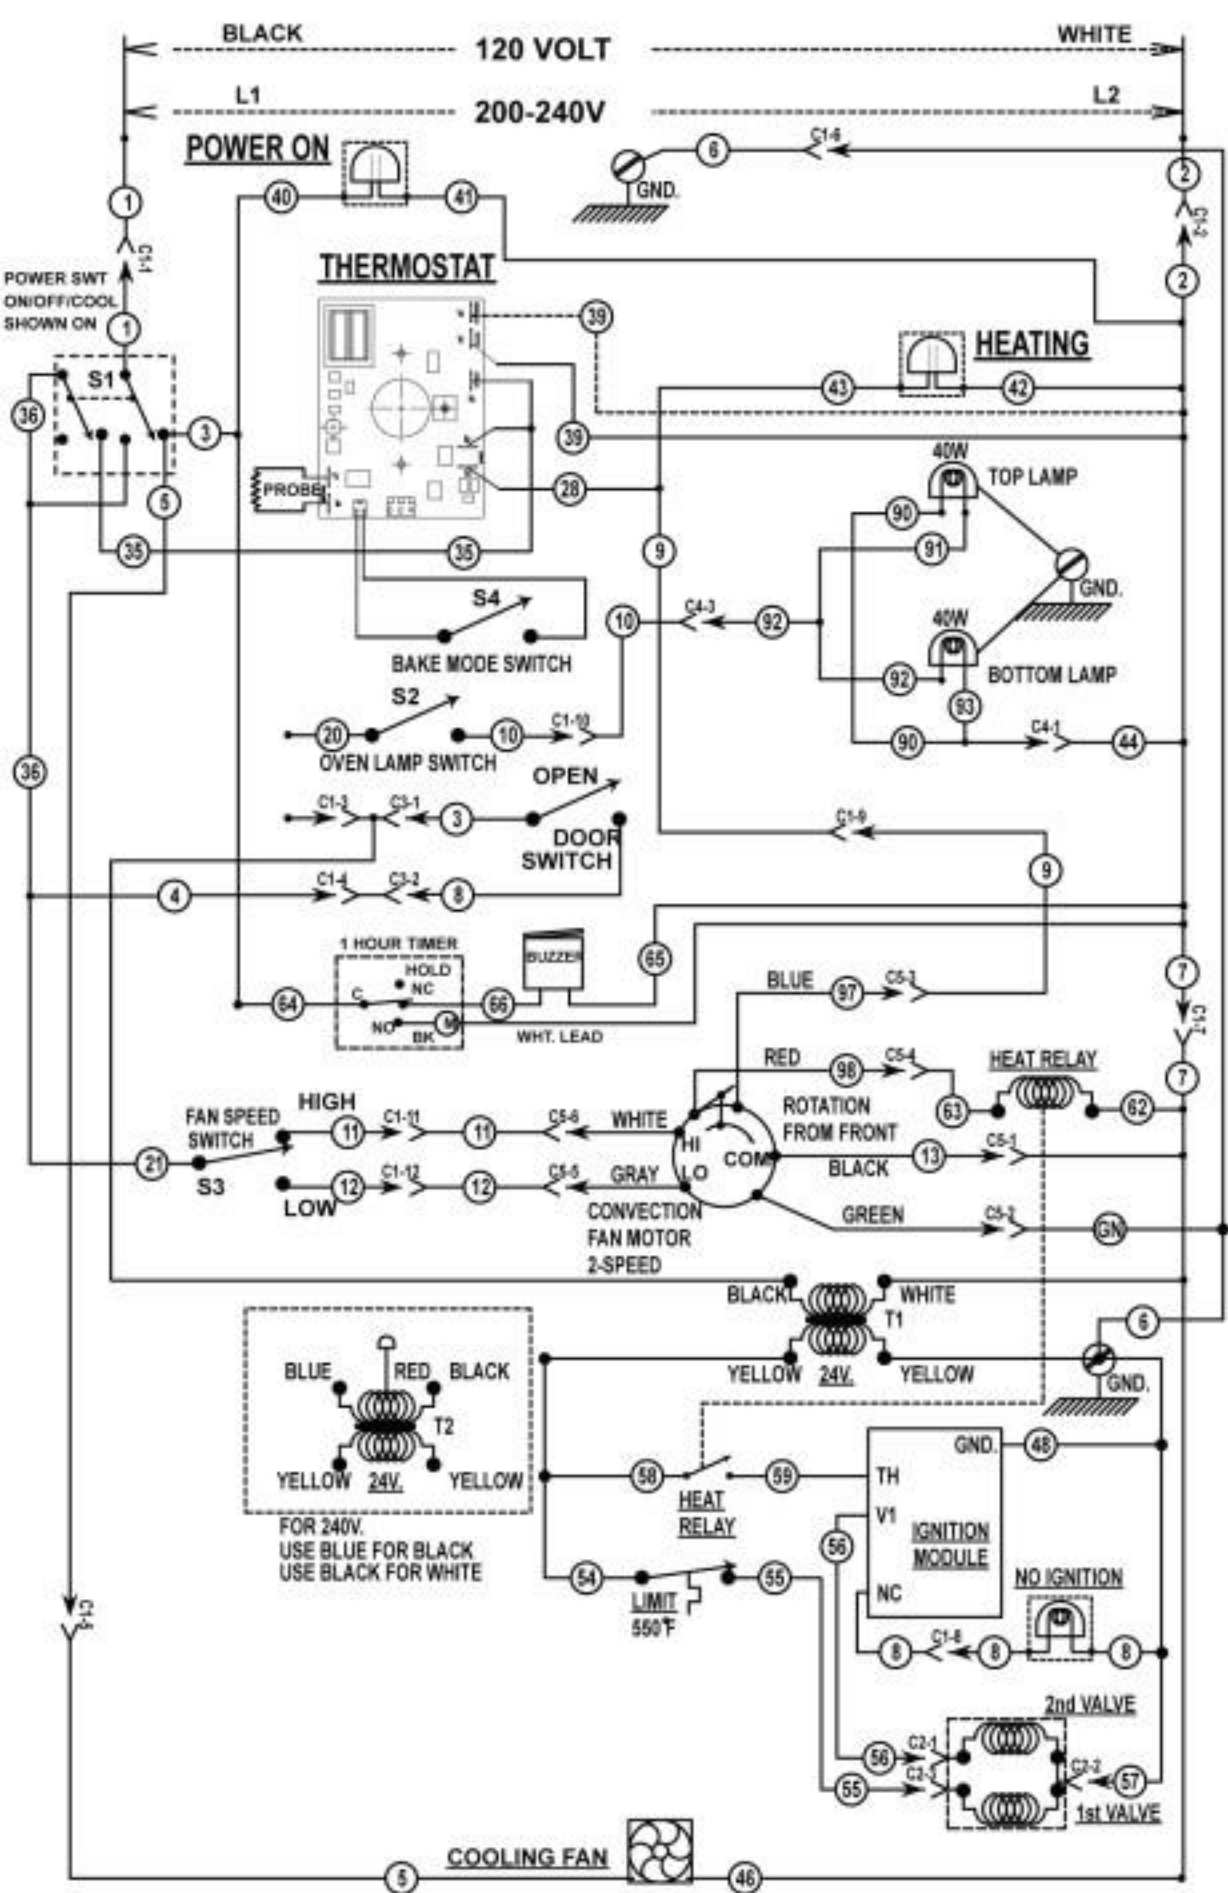 BLACK
120 VOLT
WHITE
L1
200-240V
L2
POWER ON
40
41
6
C1-6
GND.
1
2
C1-1
C1-2
2
POWER SWT
ON/OFF/COOL
SHOWN ON
1
THERMOSTAT
39
HEATING
S1
43
42
36
3
39
40W
TOP LAMP
PROBE
5
28
90
35
35
9
91
GND.
S4
10
C4-3
92
40W
BAKE MODE SWITCH
BOTTOM LAMP
92
S2
93
20
10
C1-10
90
C4-1
44
OVEN LAMP SWITCH
36
OPEN
C1-3
C3-1
3
C1-9
DOOR
SWITCH
9
4
C1-4
C3-2
8
1 HOUR TIMER
BUZZER
65
HOLD
NC
7
BLUE
97
C5-3
64
C
66
NO
M
BK
WHT. LEAD
C1-7
RED
98
C5-4
HEAT RELAY
7
HIGH
ROTATION
FROM FRONT
63
62
FAN SPEED
SWITCH
11
C1-11
11
C5-6
WHITE
HI
21
S3
COM
BLACK
13
C5-1
LO
LOW
12
C1-12
12
C5-5
GRAY
CONVECTION
FAN MOTOR
2-SPEED
GREEN
C5-2
GN
BLACK
WHITE
T1
6
YELLOW
24V.
YELLOW
GND.
BLUE
RED
BLACK
T2
YELLOW
24V.
YELLOW
FOR 240V.
USE BLUE FOR BLACK
USE BLACK FOR WHITE
GND.
48
58
59
TH
HEAT
RELAY
V1
56
IGNITION
MODULE
54
55
NC
NO IGNITION
LIMIT
550°F
C1-5
8
C1-8
8
8
2nd VALVE
56
C2-1
C2-2
57
55
C2-3
1st VALVE
COOLING FAN
5
46